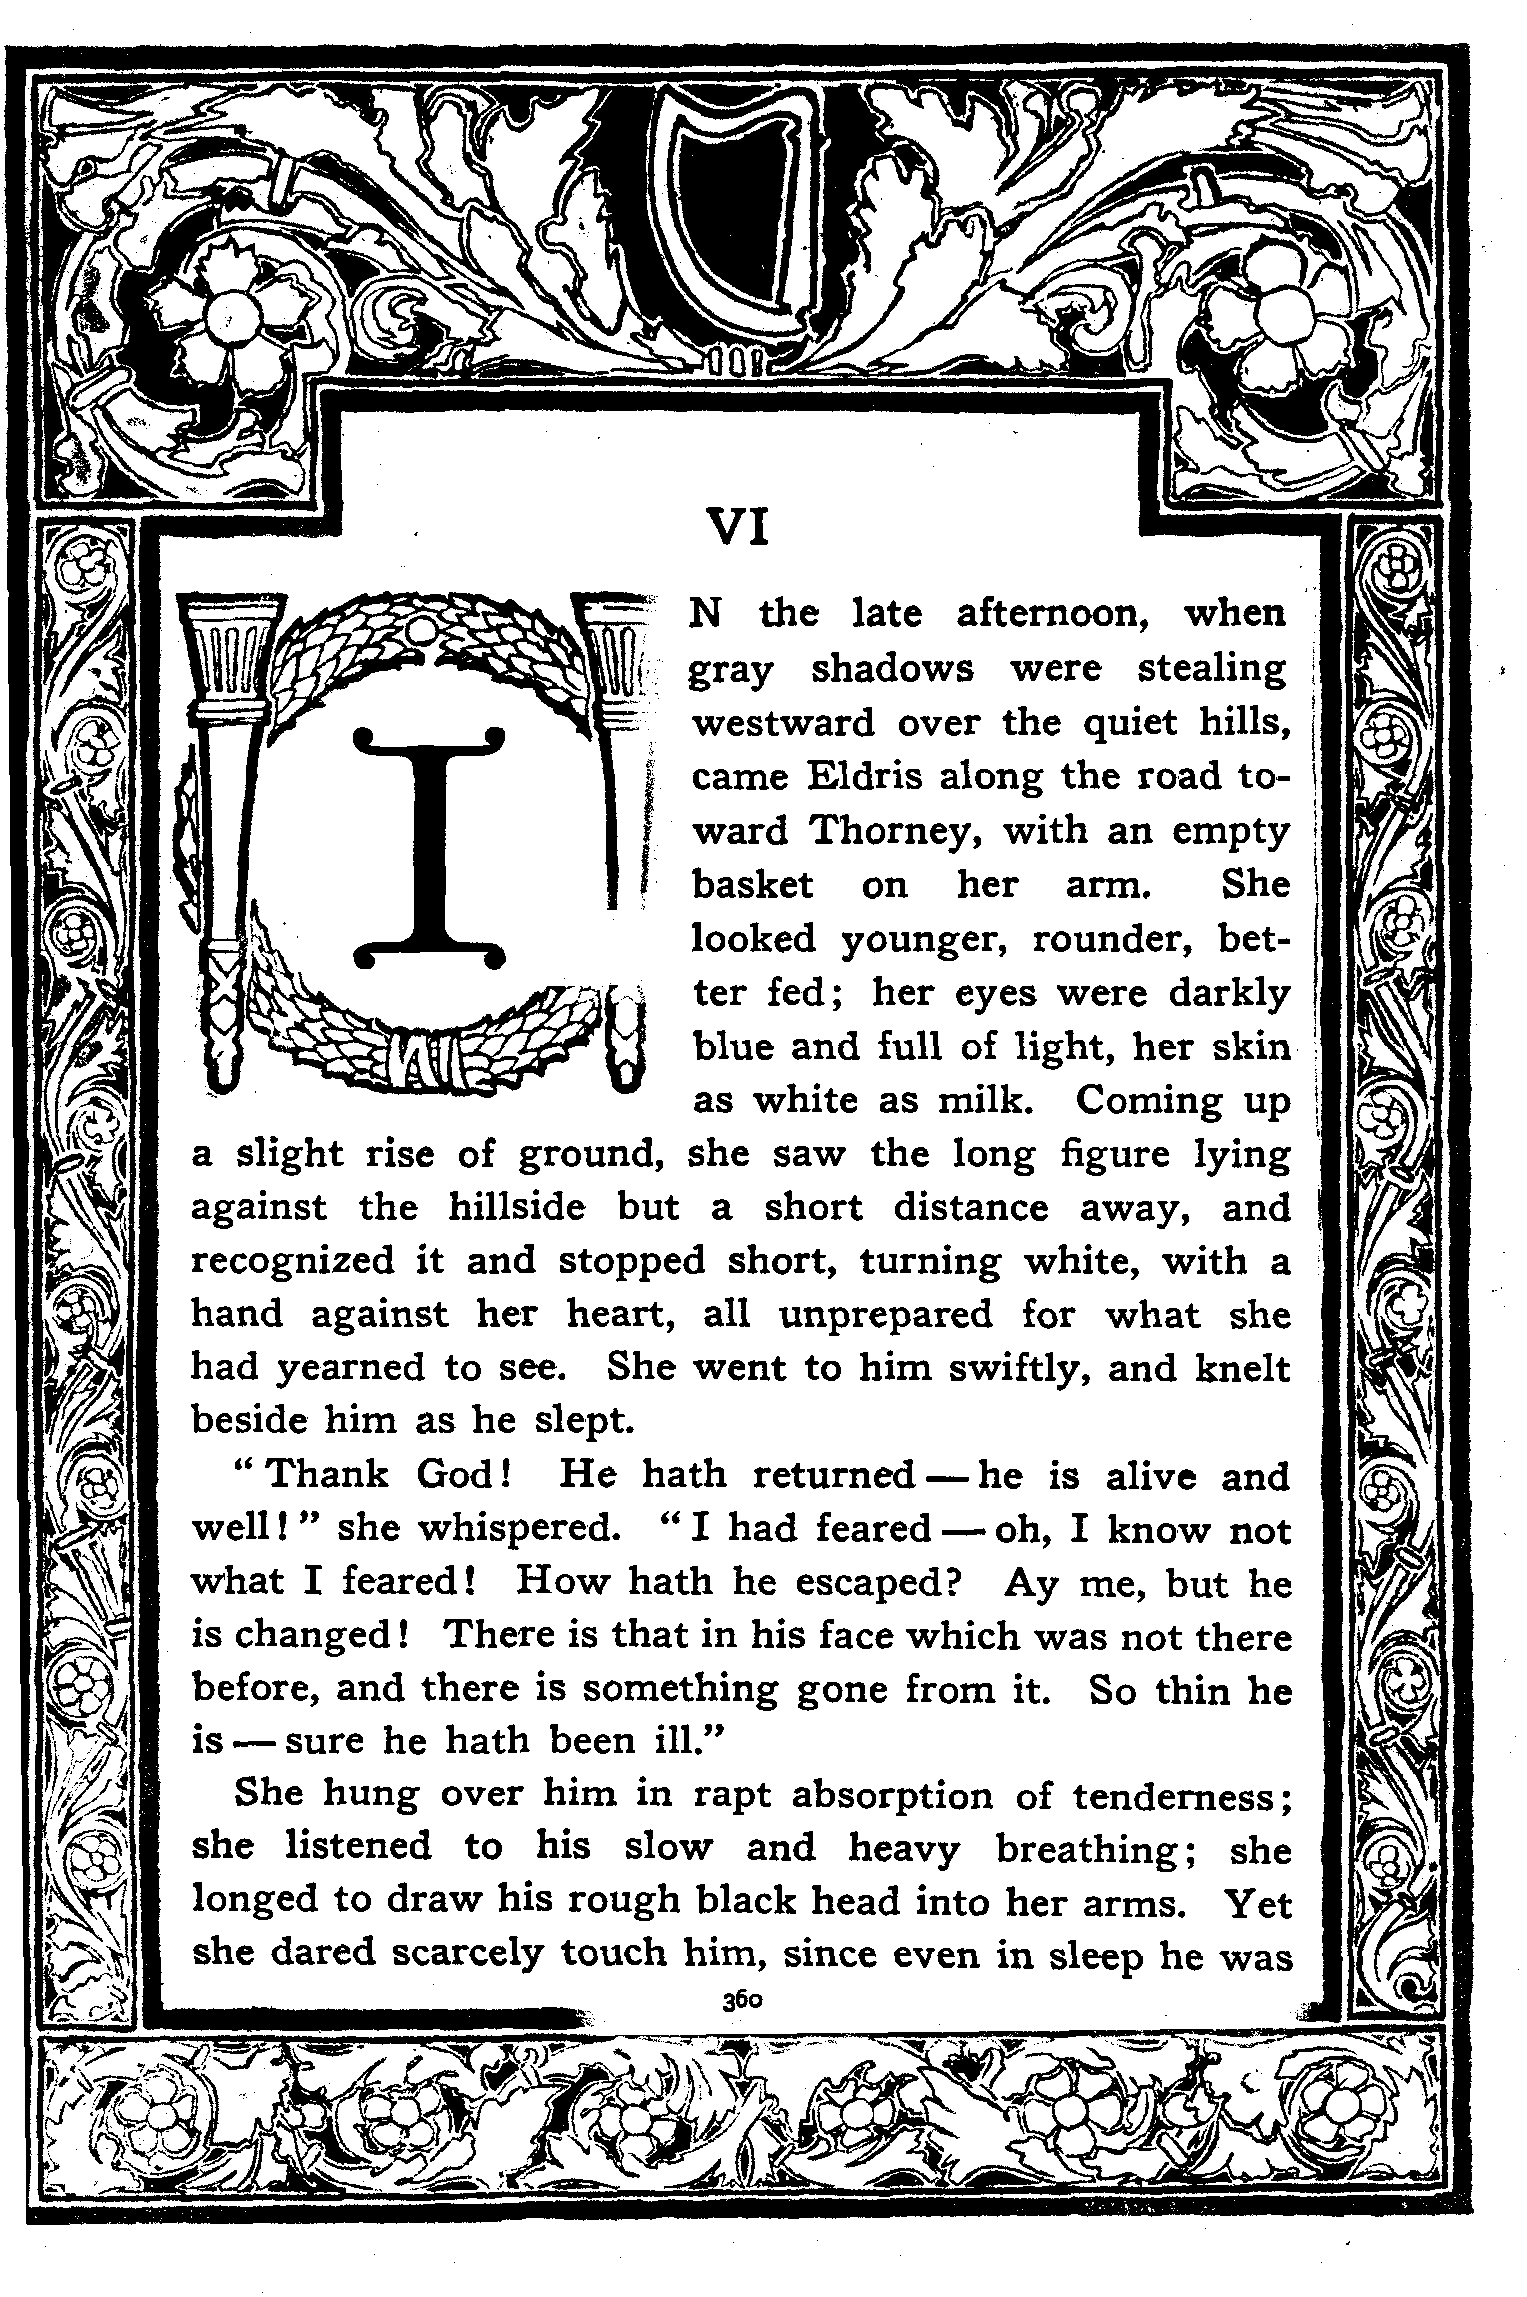 VI
IN the late afternoon, when
gray shadows were stealing
westward over the quiet hills,
came Eldris along the road to-
ward Thorney, with an empty
basket on her arm. She
looked younger, rounder, bet-
ter fed; her eyes were darkly
blue and full of light, her skin
as white as milk. Coming up
a slight rise of ground, she saw the long figure lying
against the hillside but a short distance away, and
recognized it and stopped short, turning white, with a
hand against her heart, all unprepared for what she
had yearned to see. She went to him swiftly, and knelt
beside him as he slept.
“Thank God! He hath returned — he is alive and
well!” she whispered. “I had feared — oh, I know not
what I feared! How hath he escaped? Ay me, but he
is changed! There is that in his face which was not there
before, and there is something gone from it. So thin he
is — sure he hath been ill.”
She hung over him in rapt absorption of tenderness;
she listened to his slow and heavy breathing; she
longed to draw his rough black head into her arms. Yet
she dared scarcely touch him, since even in sleep he was
360